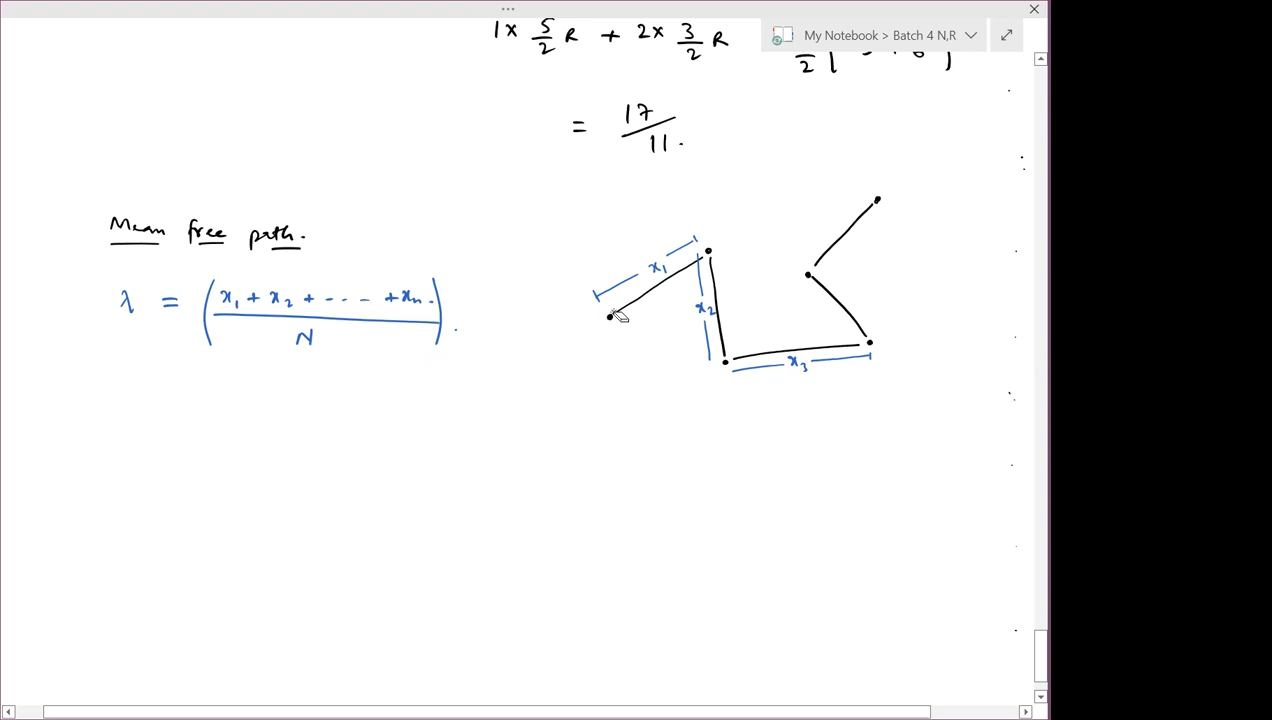 1 × 5/2 R + 2 × 3/2 R
My Notebook > Batch 4 N,R
= 17/11.
Mean free path.
λ = ( x₁ + x₂ + - - - - + xₙ. / N ).
x₁
x₂
x₃